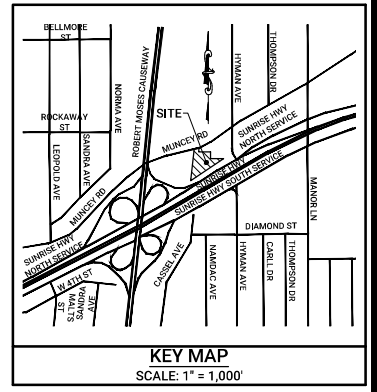 BELLMORE
ST
ROCKAWAY
ST
LEOPOLD AVE
SANDRA AVE
NORMA AVE
ROBERT MOSES CAUSEWAY
SITE
MUNCEY RD
HYMAN AVE
THOMPSON DR
SUNRISE HWY
NORTH SERVICE
SUNRISE HWY
SUNRISE HWY SOUTH SERVICE
MANOR LN
MUNCEY RD
SUNRISE HWY
NORTH SERVICE
W 4TH ST
MALTS
ST
SANDRA
AVE
CASSEL AVE
DIAMOND ST
NAMDAC AVE
HYMAN AVE
CARLL DR
THOMPSON DR
KEY MAP
SCALE: 1" = 1,000'